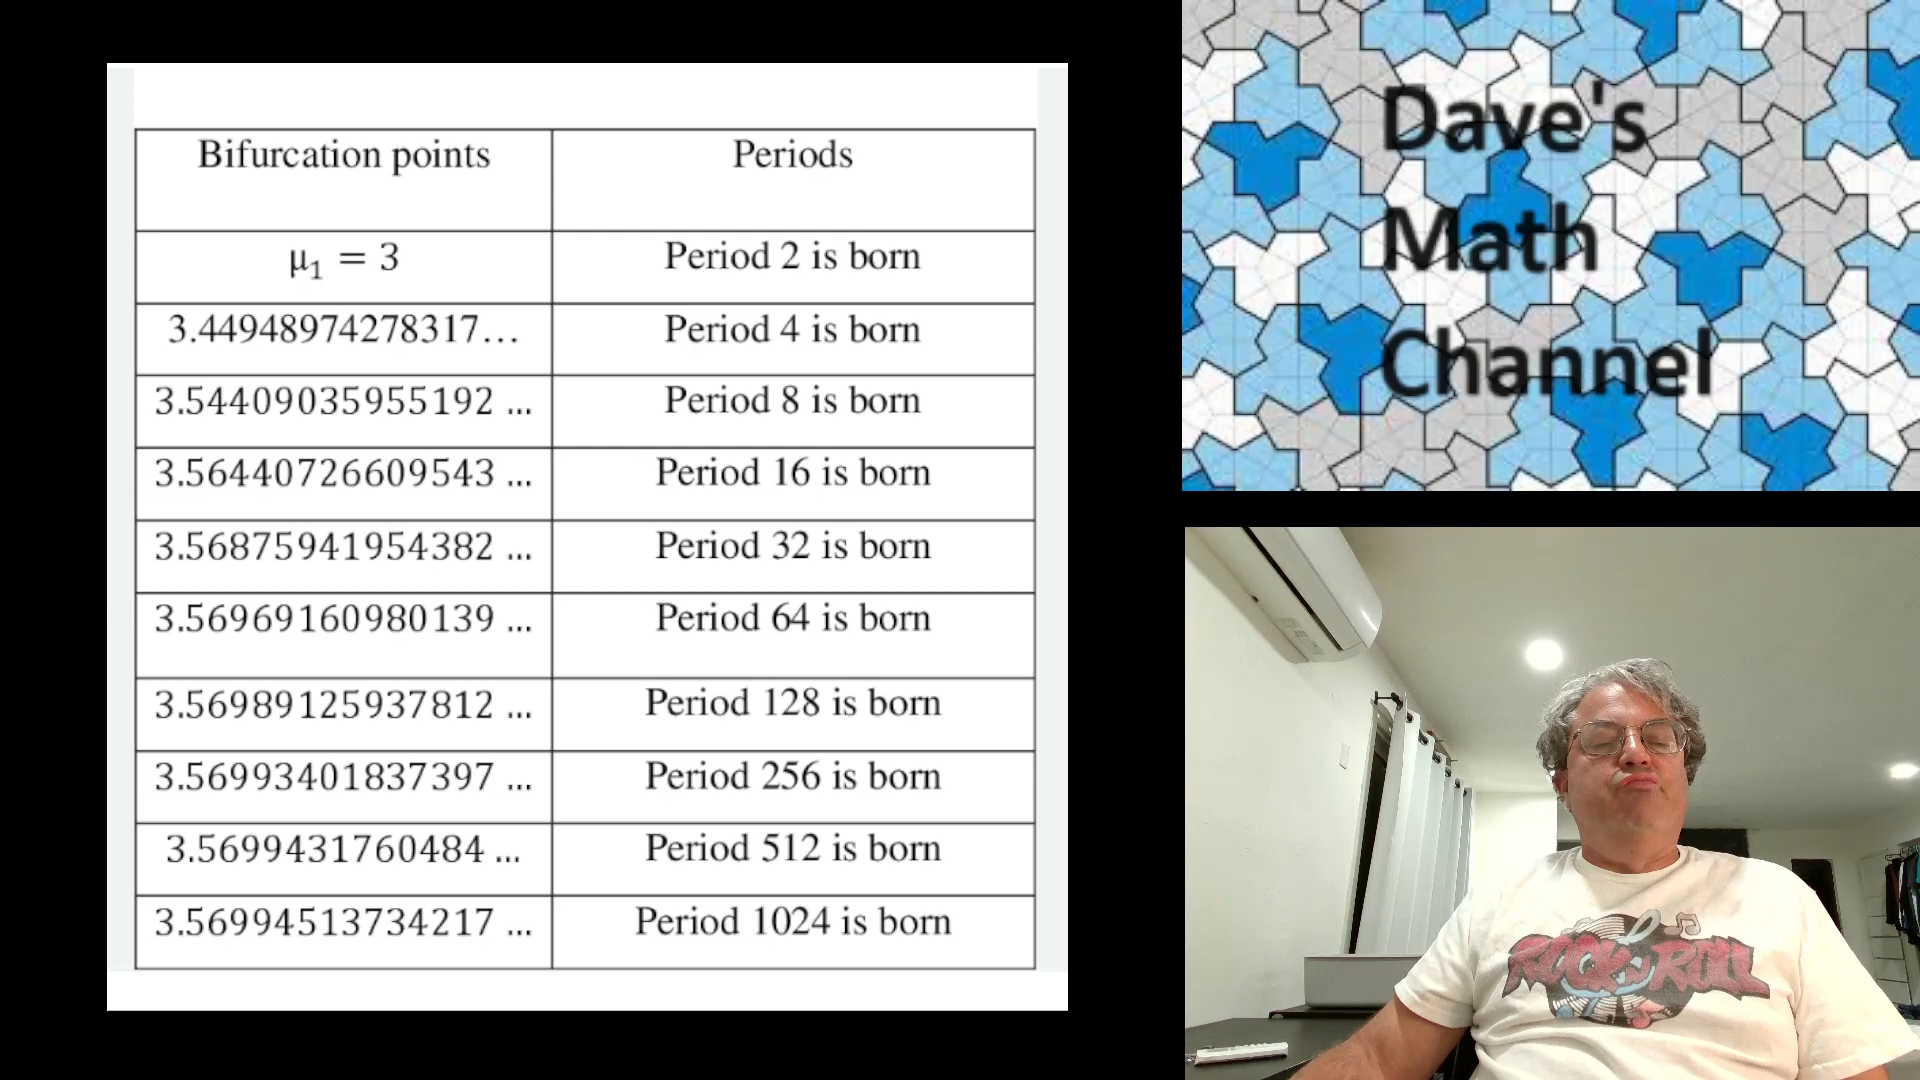 Bifurcation points Periods
μ₁ = 3 Period 2 is born
3.44948974278317... Period 4 is born
3.54409035955192 ... Period 8 is born
3.56440726609543 ... Period 16 is born
3.56875941954382 ... Period 32 is born
3.56969160980139 ... Period 64 is born
3.56989125937812 ... Period 128 is born
3.56993401837397 ... Period 256 is born
3.5699431760484 ... Period 512 is born
3.56994513734217 ... Period 1024 is born
Dave's
Math
Channel
ROCK N ROLL